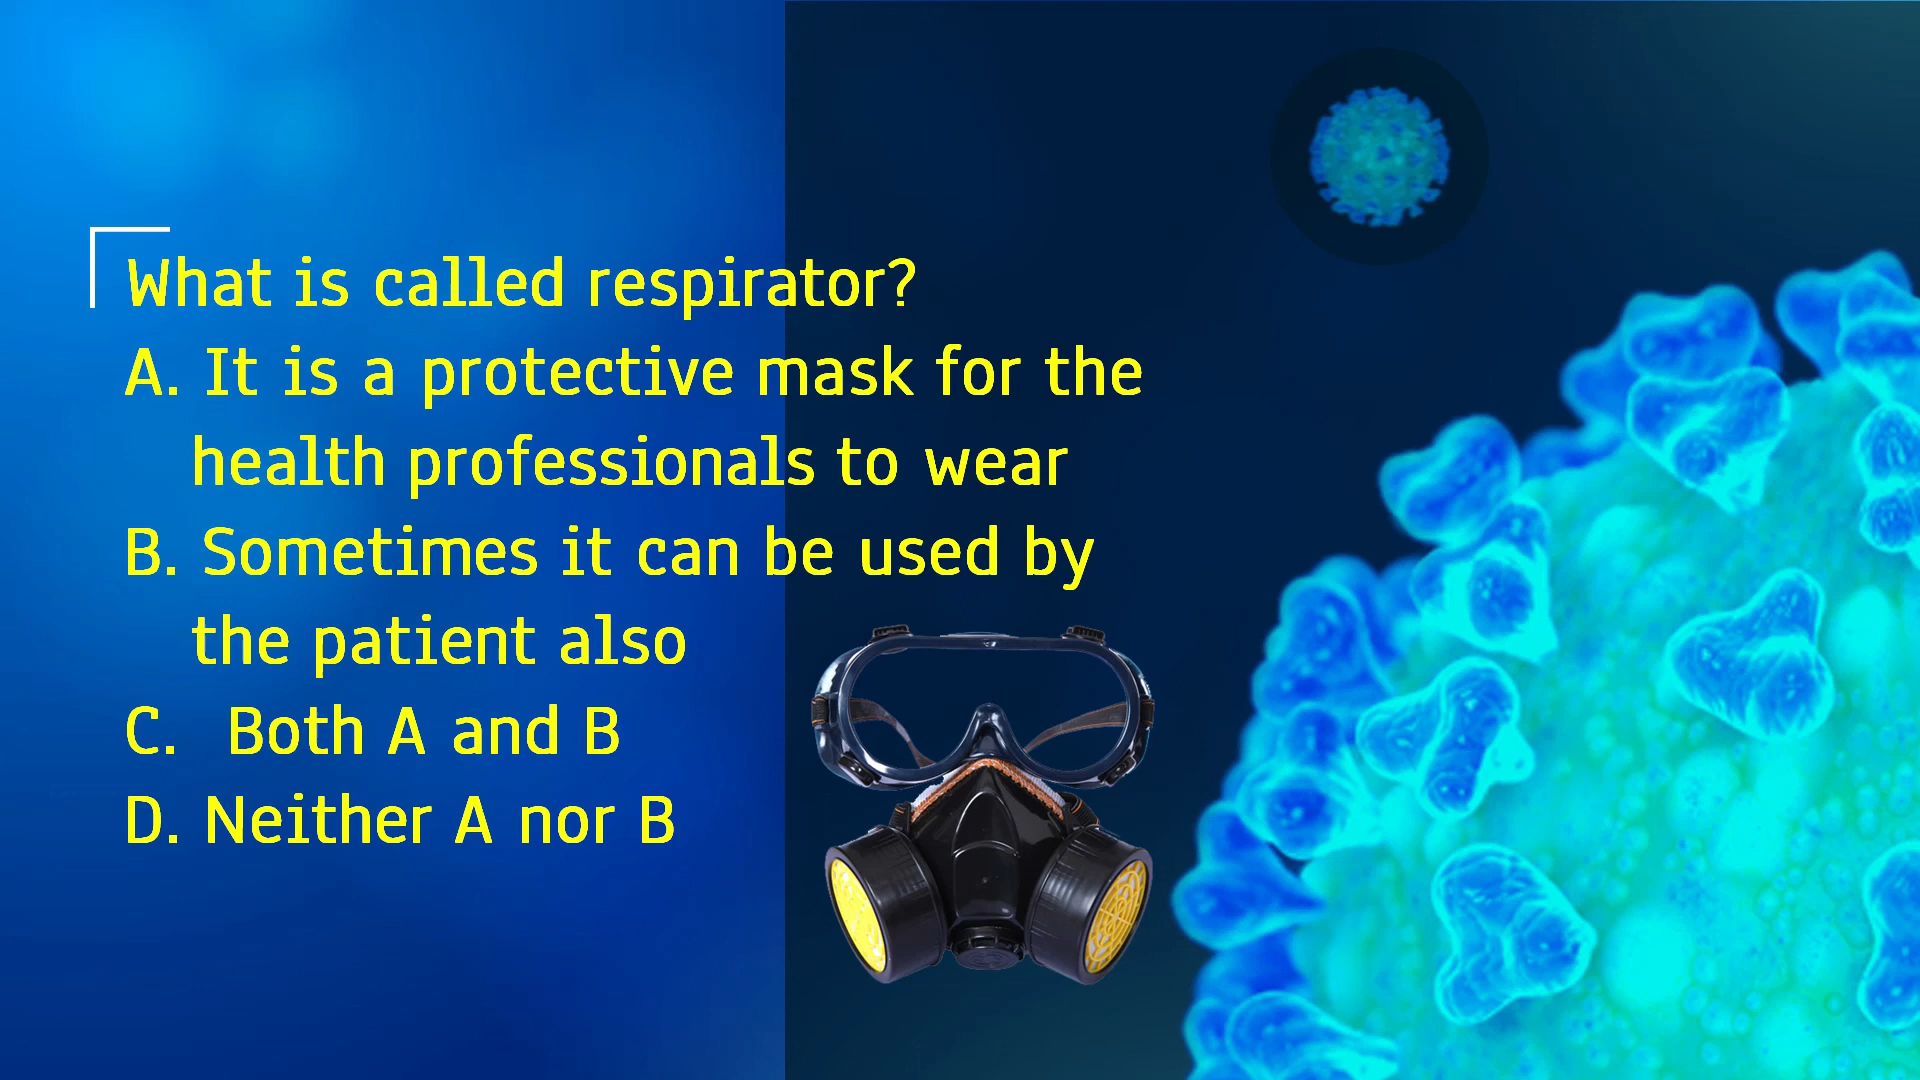 What is called respirator?
A. It is a protective mask for the
health professionals to wear
B. Sometimes it can be used by
the patient also
C. Both A and B
D. Neither A nor B